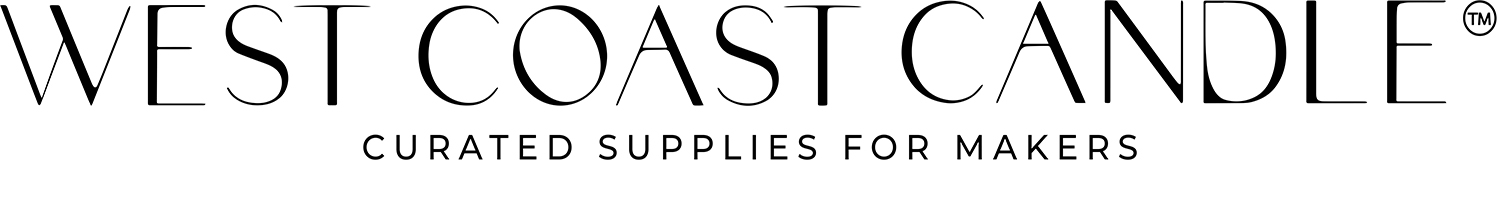 WEST COAST CANDLE™
CURATED SUPPLIES FOR MAKERS